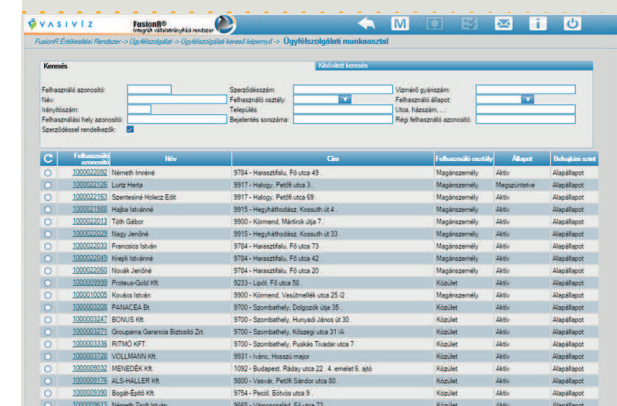 VASIVÍZ FusionR® Integrált vállalatirányítási rendszer M
FusionR Értékesítési Rendszer -> Ügyfélszolgálat -> Ügyfélszolgálati kereső képernyő -> Ügyfélszolgálati munkaasztal
Keresés Kibővített keresés
Felhasználó azonosító: Szerződésszám: Vízmérő gyáriszám:
Név: Felhasználó osztály: Felhasználó állapot:
Irányítószám: Település: Utca, házszám, ...:
Felhasználási hely azonosító: Bejelentés sorszáma: Régi felhasználó azonosító:
Szerződéssel rendelkezők:
Felhasználó azonosító Név Cím Felhasználó osztály Állapot Behajtási szint
1000022092 Németh Imréné 9784 - Harasztifalu, Fő utca 49. Magánszemély Aktív Alapállapot
1000022126 Lurtz Herta 9917 - Halogy, Petőfi utca 3. Magánszemély Megszüntetve Alapállapot
1000022163 Szentesiné Holecz Edit 9917 - Halogy, Petőfi utca 69. Magánszemély Aktív Alapállapot
1000021988 Hajba Istvánné 9915 - Hegyháthodász, Kossuth út 4. Magánszemély Aktív Alapállapot
1000022013 Tóth Gábor 9900 - Körmend, Mártírok útja 7. Magánszemély Aktív Alapállapot
1000022029 Nagy Jenőné 9915 - Hegyháthodász, Kossuth út 33. Magánszemély Aktív Alapállapot
1000022033 Francsics István 9784 - Harasztifalu, Fő utca 73. Magánszemély Aktív Alapállapot
1000022049 Krepli Istvánné 9784 - Harasztifalu, Fő utca 42. Magánszemély Aktív Alapállapot
1000022060 Novák Jenőné 9784 - Harasztifalu, Fő utca 20. Magánszemély Aktív Alapállapot
1000009999 Proteus-Gold Kft. 9233 - Lipót, Fő utca 58. Közület Aktív Alapállapot
1000010005 Kovács István 9900 - Körmend, Vasútmellék utca 25 /2. Magánszemély Aktív Alapállapot
1000003208 PANACEA Bt. 9700 - Szombathely, Dolgozók útja 35. Közület Aktív Alapállapot
1000003247 BONUS Kft. 9700 - Szombathely, Hunyadi János út 30. Közület Aktív Alapállapot
1000003271 Groupama Garancia Biztosító Zrt. 9700 - Szombathely, Kőszegi utca 31 /A. Közület Aktív Alapállapot
1000003336 RITMO KFT. 9700 - Szombathely, Puskás Tivadar utca 7. Közület Aktív Alapállapot
1000003728 VOLLMANN Kft. 9931 - Ivánc, Hosszú major Közület Aktív Alapállapot
1000009032 MENEDÉK Kft. 1092 - Budapest, Ráday utca 22. 4. emelet 6. ajtó Közület Aktív Alapállapot
1000009176 ALS-HALLER Kft. 9800 - Vasvár, Petőfi Sándor utca 80. Közület Aktív Alapállapot
1000009390 Bogát-Építő Kft. 9754 - Pecöl, Eötvös utca 9. Közület Aktív Alapállapot
1000009613 Németh Zsolt István Aktív Alapállapot